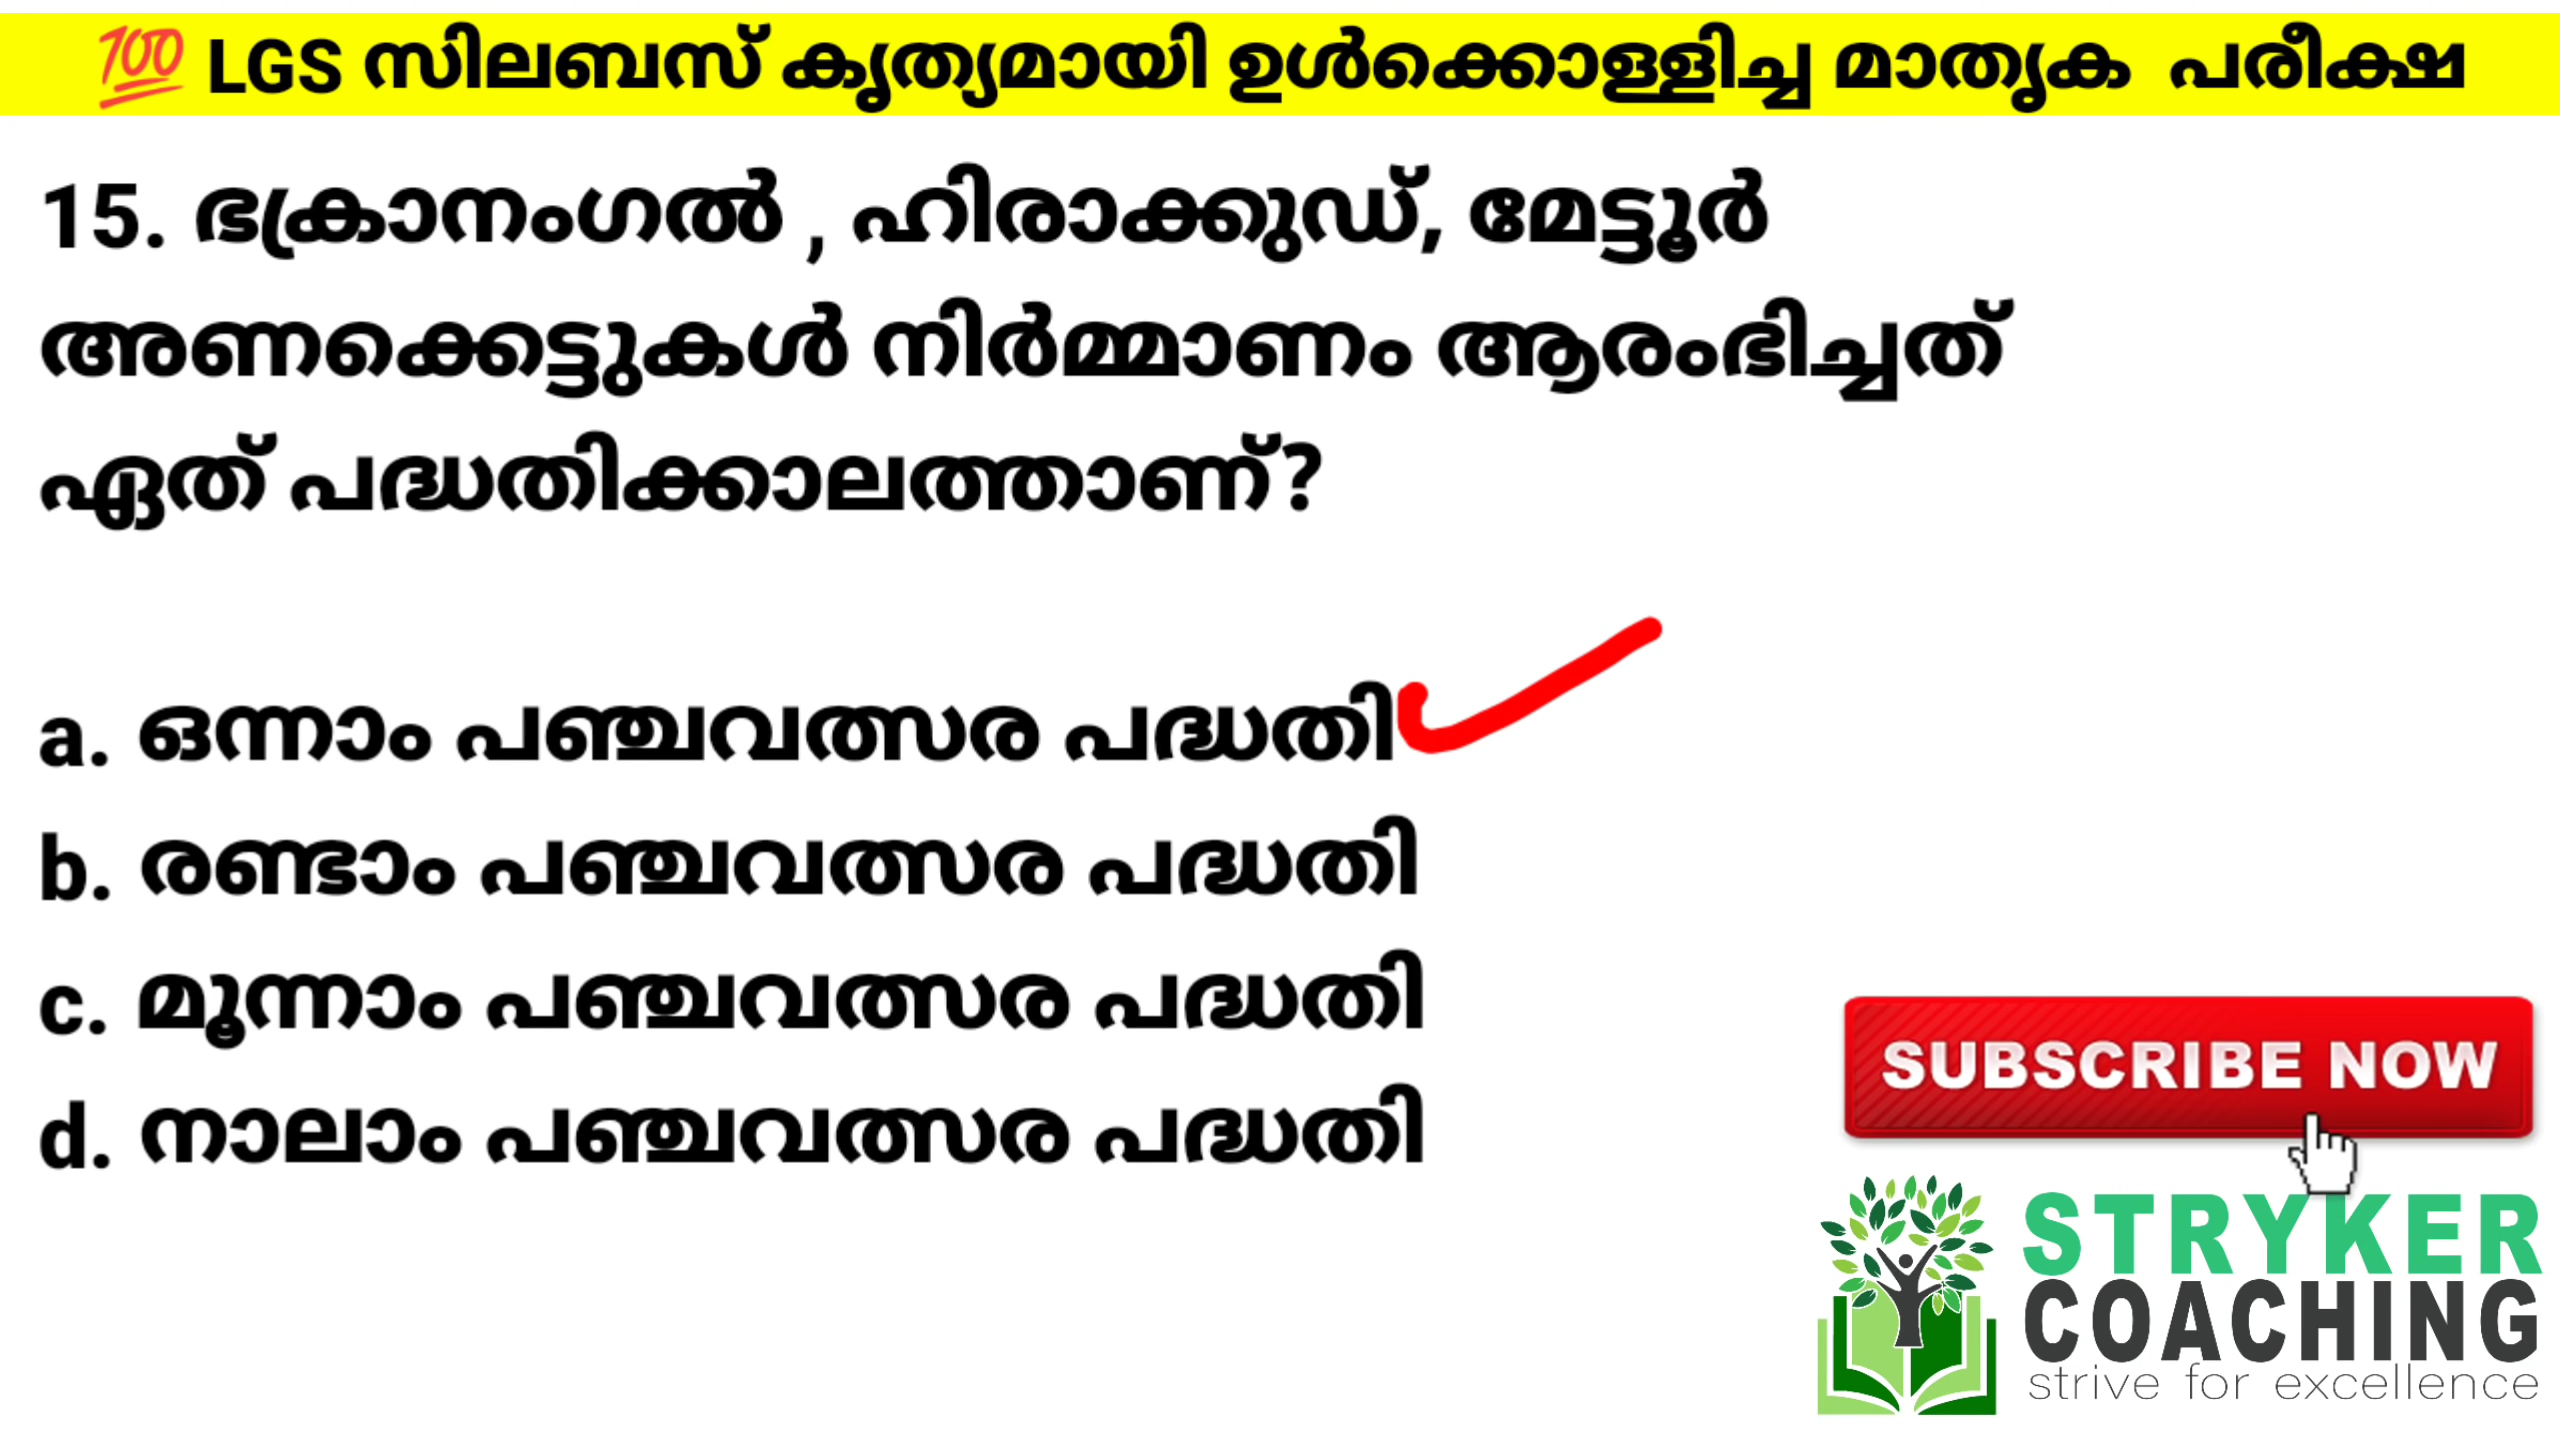 💯 LGS സിലബസ് കൃത്യമായി ഉൾക്കൊള്ളിച്ച മാതൃക പരീക്ഷ
15. ഭക്രാനംഗൽ , ഹിരാക്കുഡ്, മേട്ടൂർ
അണക്കെട്ടുകൾ നിർമ്മാണം ആരംഭിച്ചത്
ഏത് പദ്ധതിക്കാലത്താണ്?
a. ഒന്നാം പഞ്ചവത്സര പദ്ധതി
b. രണ്ടാം പഞ്ചവത്സര പദ്ധതി
c. മൂന്നാം പഞ്ചവത്സര പദ്ധതി
d. നാലാം പഞ്ചവത്സര പദ്ധതി
SUBSCRIBE NOW
STRYKER
COACHING
strive for excellence